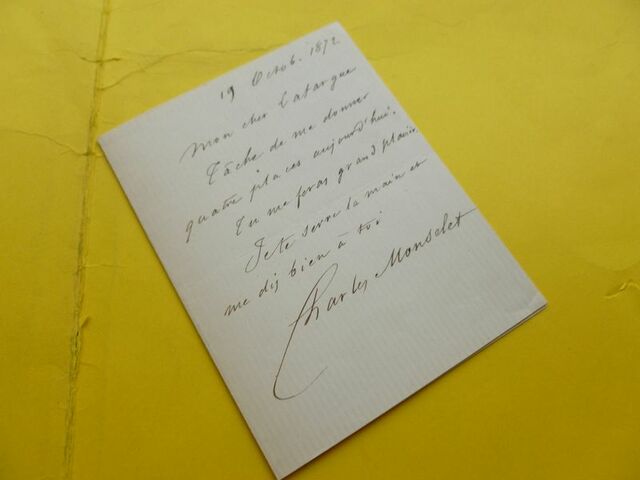 19 Octob. 1872
Mon cher Catargue
Tâche de me donner
quatre places aujourd'hui.
Tu me feras grand plaisir
Je te serre la main et
me dis bien à toi
Charles Monselet